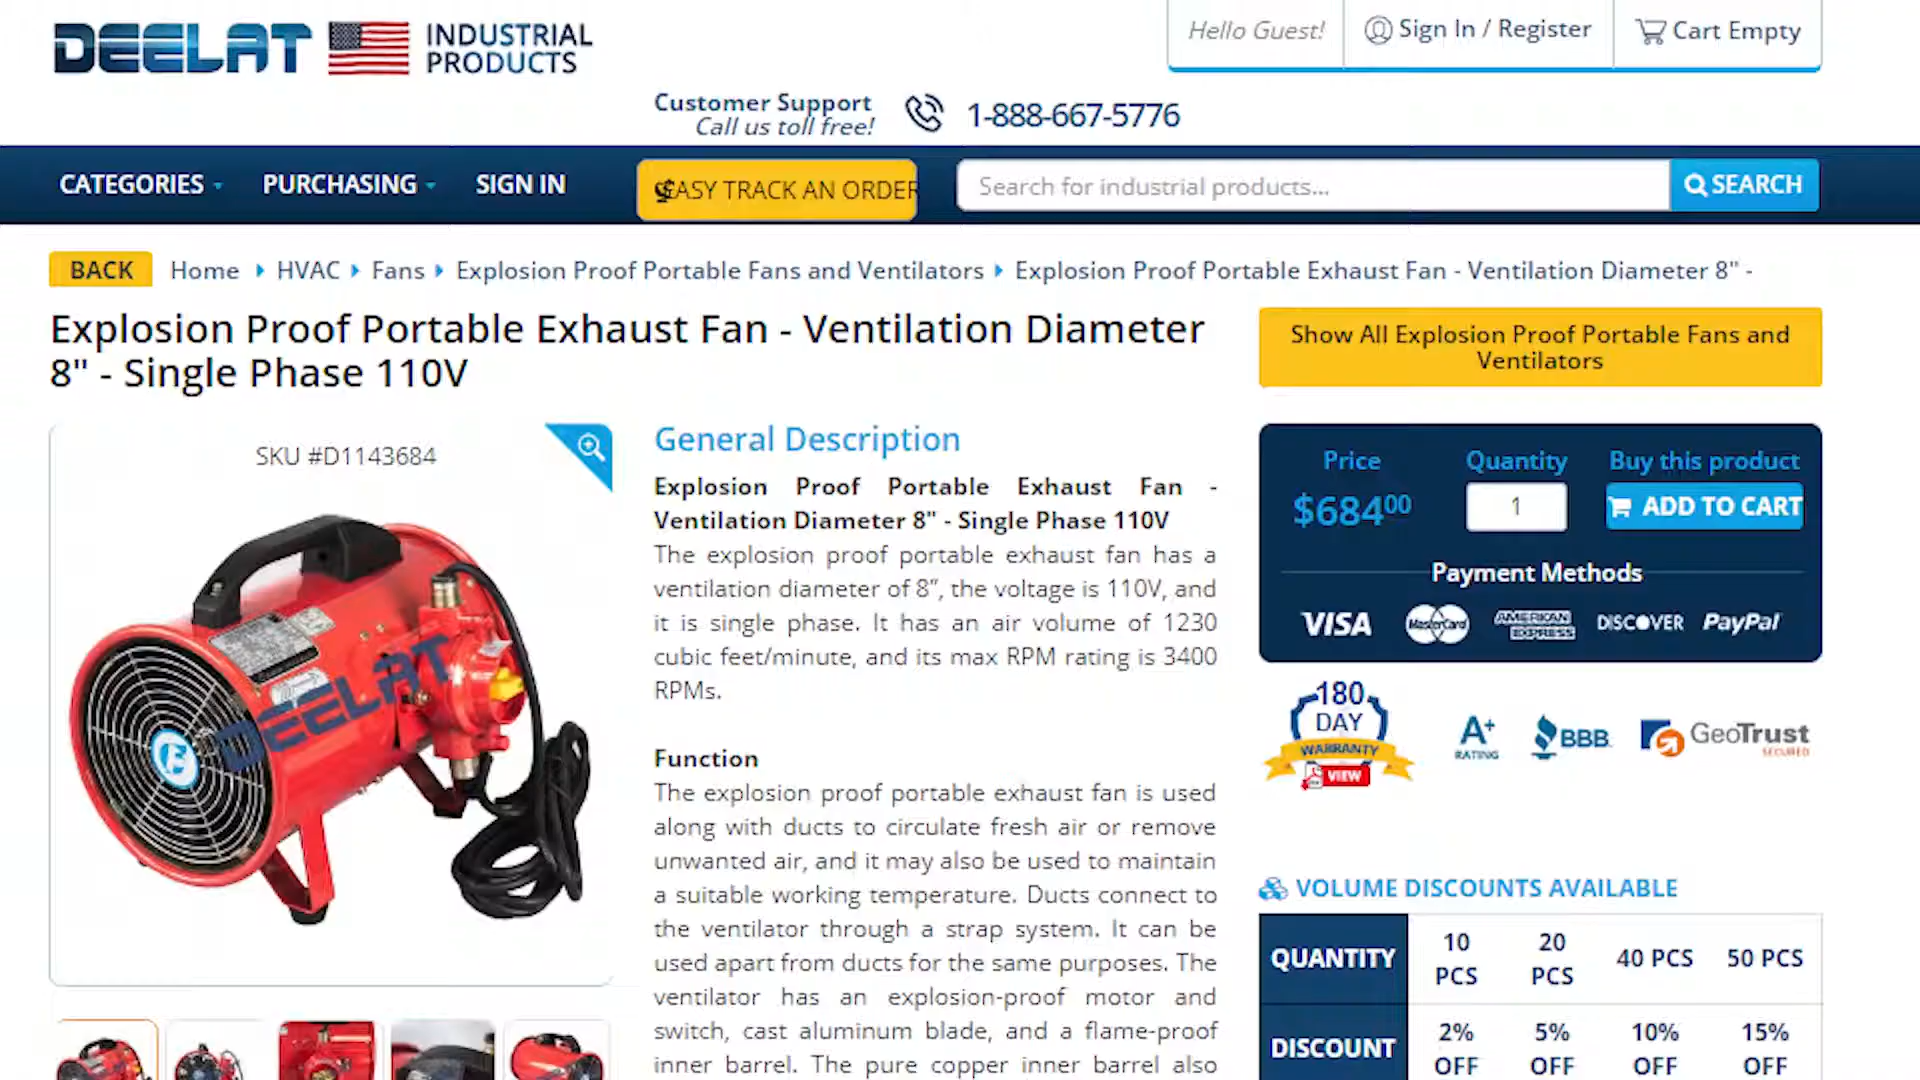 DEELAT
INDUSTRIAL
PRODUCTS
Hello Guest!
Sign In / Register
Cart Empty
Customer Support
Call us toll free!
1-888-667-5776
CATEGORIES
PURCHASING
SIGN IN
EASY TRACK AN ORDER
Search for industrial products...
SEARCH
BACK
Home
HVAC
Fans
Explosion Proof Portable Fans and Ventilators
Explosion Proof Portable Exhaust Fan - Ventilation Diameter 8" -
Explosion Proof Portable Exhaust Fan - Ventilation Diameter
8" - Single Phase 110V
Show All Explosion Proof Portable Fans and
Ventilators
SKU #D1143684
DEELAT
General Description
Explosion Proof Portable Exhaust Fan -
Ventilation Diameter 8" - Single Phase 110V
The explosion proof portable exhaust fan has a
ventilation diameter of 8”, the voltage is 110V, and
it is single phase. It has an air volume of 1230
cubic feet/minute, and its max RPM rating is 3400
RPMs.
Function
The explosion proof portable exhaust fan is used
along with ducts to circulate fresh air or remove
unwanted air, and it may also be used to maintain
a suitable working temperature. Ducts connect to
the ventilator through a strap system. It can be
used apart from ducts for the same purposes. The
ventilator has an explosion-proof motor and
switch, cast aluminum blade, and a flame-proof
inner barrel. The pure copper inner barrel also
Price
Quantity
Buy this product
$68400
1
ADD TO CART
Payment Methods
VISA
MasterCard
AMERICAN
EXPRESS
DISCOVER
PayPal
180
DAY
WARRANTY
VIEW
A+
RATING
BBB
GeoTrust
SECURED
VOLUME DISCOUNTS AVAILABLE
QUANTITY
10
PCS
20
PCS
40 PCS
50 PCS
DISCOUNT
2%
OFF
5%
OFF
10%
OFF
15%
OFF